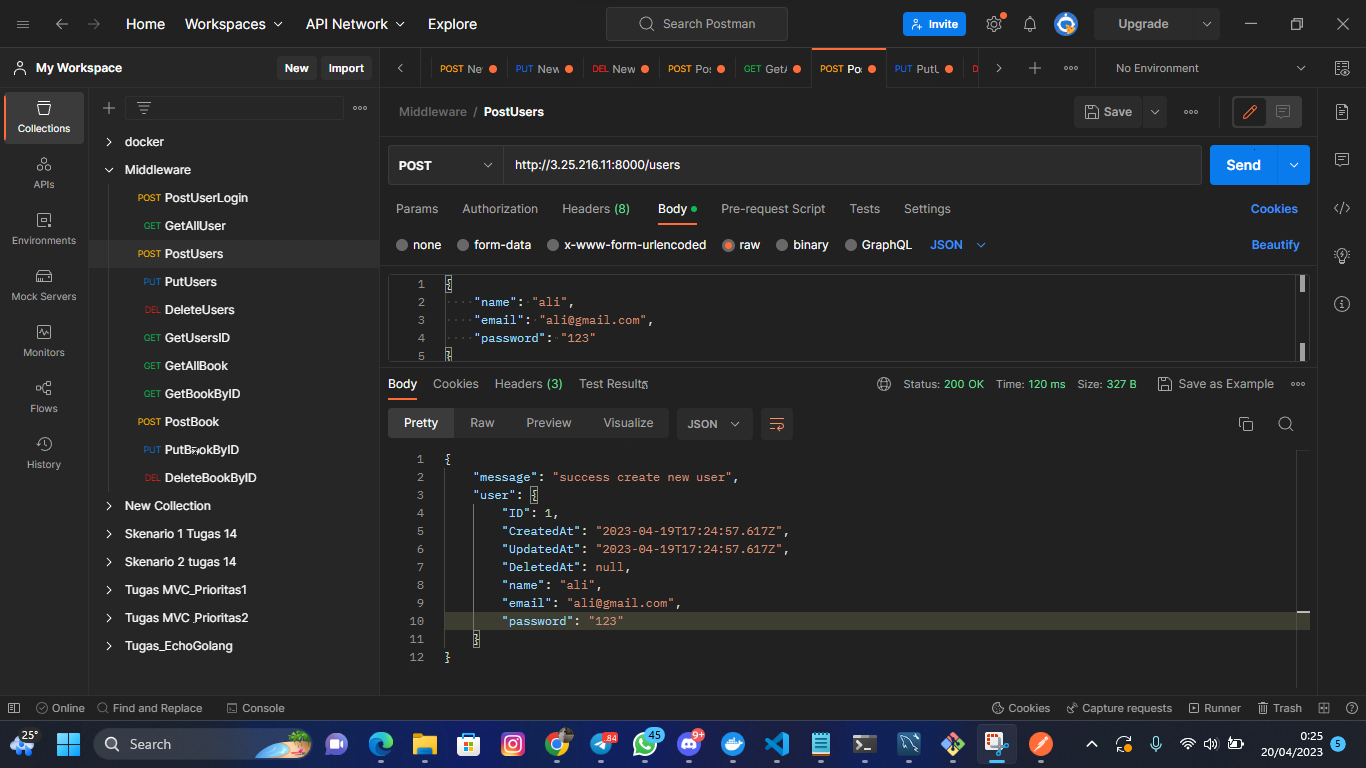 Home Workspaces API Network Explore Search Postman Invite Upgrade
My Workspace New Import
POST Ne PUT New DEL New POST Po GET GetA POST Po PUT PutU D No Environment
Collections
APIs
Environments
Mock Servers
Monitors
Flows
History
docker
Middleware
POST PostUserLogin
GET GetAllUser
POST PostUsers
PUT PutUsers
DEL DeleteUsers
GET GetUsersID
GET GetAllBook
GET GetBookByID
POST PostBook
PUT PutBookByID
DEL DeleteBookByID
New Collection
Skenario 1 Tugas 14
Skenario 2 tugas 14
Tugas MVC_Prioritas1
Tugas MVC_Prioritas2
Tugas_EchoGolang
Middleware / PostUsers Save
POST http://3.25.216.11:8000/users Send
Params Authorization Headers (8) Body Pre-request Script Tests Settings Cookies
none form-data x-www-form-urlencoded raw binary GraphQL JSON Beautify
1 {
2 "name": "ali",
3 "email": "ali@gmail.com",
4 "password": "123"
5 }
Body Cookies Headers (3) Test Results Status: 200 OK Time: 120 ms Size: 327 B Save as Example
Pretty Raw Preview Visualize JSON
1 {
2 "message": "success create new user",
3 "user": {
4 "ID": 1,
5 "CreatedAt": "2023-04-19T17:24:57.617Z",
6 "UpdatedAt": "2023-04-19T17:24:57.617Z",
7 "DeletedAt": null,
8 "name": "ali",
9 "email": "ali@gmail.com",
10 "password": "123"
11 }
12 }
Online Find and Replace Console Cookies Capture requests Runner Trash
25° Search 84 45 9+ 0:25
20/04/2023 5